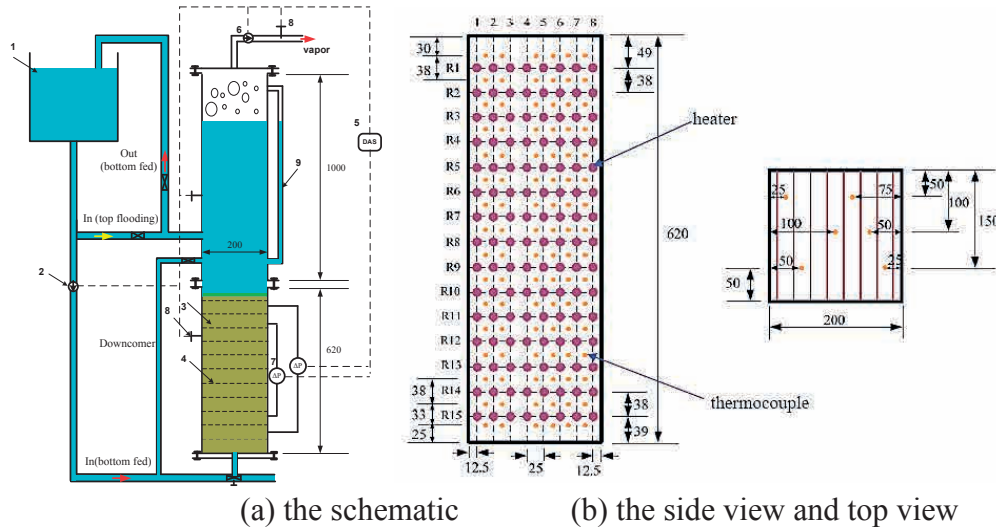 1
6
8
vapor
5
DAS
Out
(bottom fed)
9
1000
In (top flooding)
200
2
3
8
7
ΔP
ΔP
Downcomer
4
620
In(bottom fed)
1 2 3 4 5 6 7 8
30
38
49
38
R1
R2
R3
R4
R5
R6
R7
R8
R9
R10
R11
R12
R13
R14
R15
heater
620
thermocouple
38
33
25
38
39
12.5
25
12.5
25
75
50
100
150
100
50
50
25
50
200
(a) the schematic
(b) the side view and top view